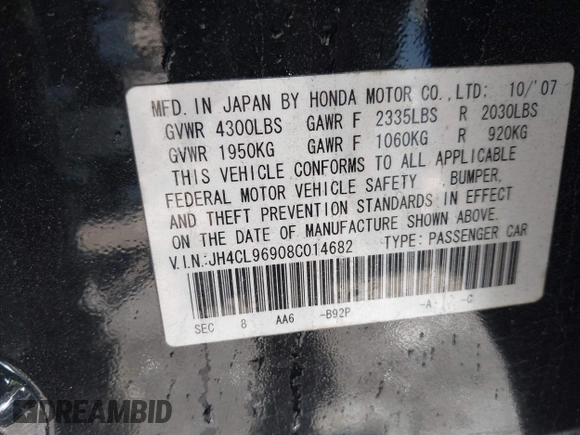 MFD. IN JAPAN BY HONDA MOTOR CO., LTD: 10/'07
GVWR 4300LBS GAWR F 2335LBS R 2030LBS
GVWR 1950KG GAWR F 1060KG R 920KG
THIS VEHICLE CONFORMS TO ALL APPLICABLE
FEDERAL MOTOR VEHICLE SAFETY, BUMPER,
AND THEFT PREVENTION STANDARDS IN EFFECT
ON THE DATE OF MANUFACTURE SHOWN ABOVE.
V.I.N.:JH4CL96908C014682 TYPE: PASSENGER CAR
SEC 8 AA6 -B92P -A- -C
DREAMBID